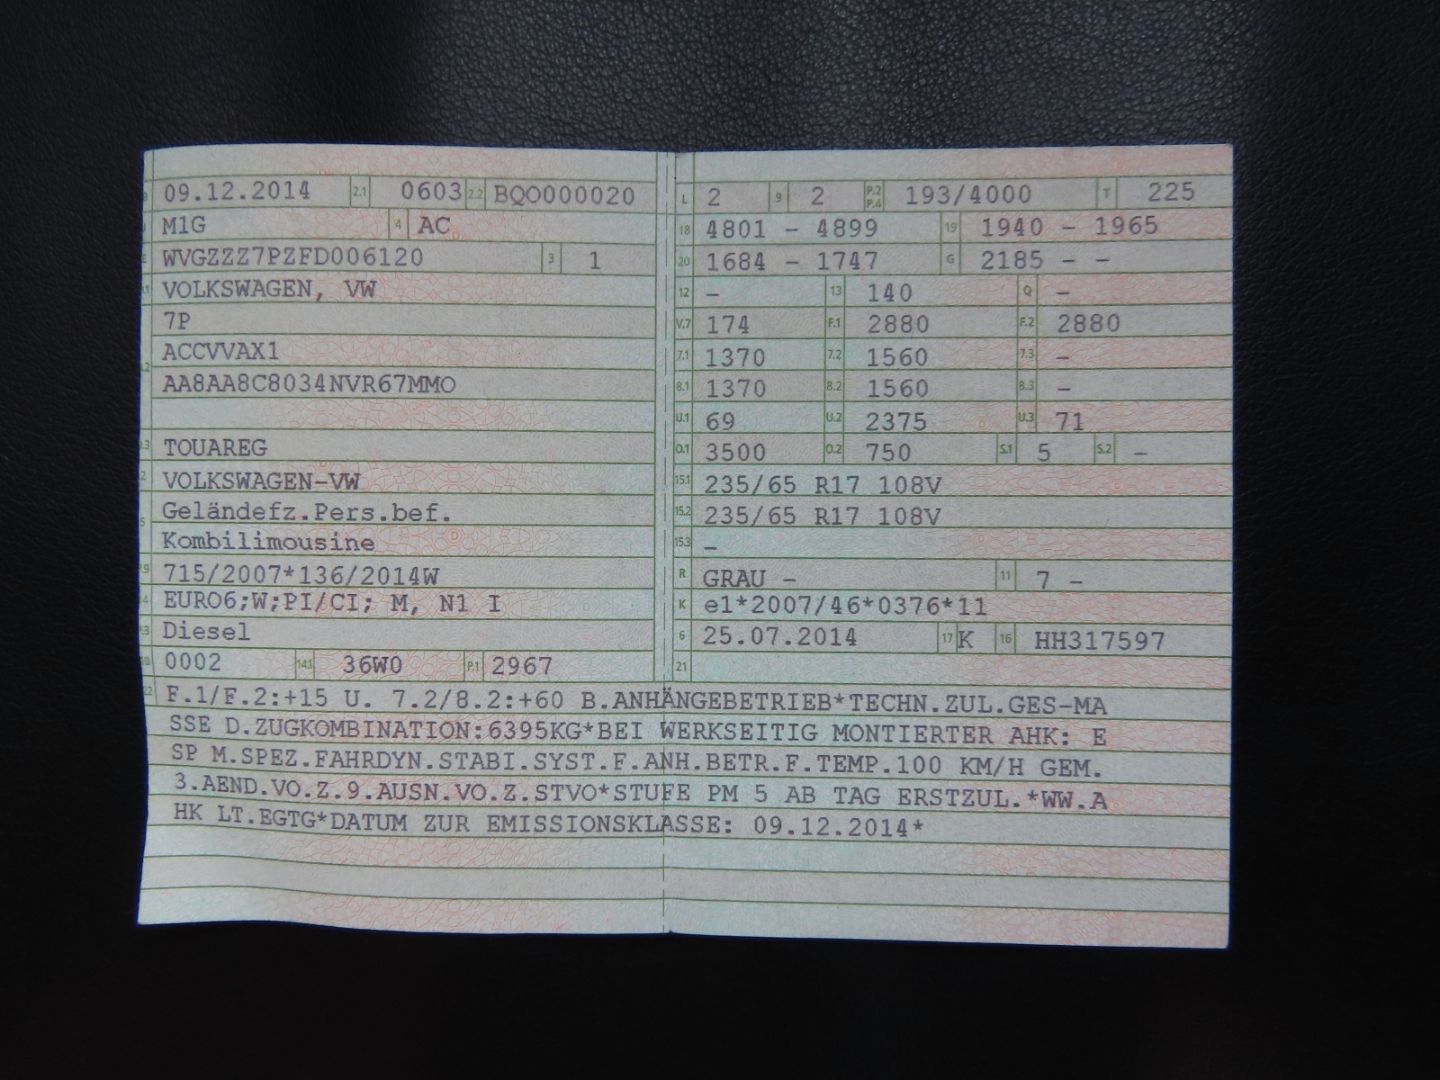 09.12.2014 2.1 0603 2.2 BQO000020
M1G 4 AC
WVGZZZ7PZFD006120 3 1
VOLKSWAGEN, VW
7P
ACCVVAX1
AA8AA8C8034NVR67MMO
TOUAREG
VOLKSWAGEN-VW
Geländefz.Pers.bef.
Kombilimousine
715/2007*136/2014W
EURO6;W;PI/CI; M, N1 I
Diesel
0002 14.1 36W0 P.1 2967
L 2 9 2 P.2 P.4 193/4000 T 225
18 4801 - 4899 19 1940 - 1965
20 1684 - 1747 G 2185 - -
12 - 13 140 Q -
V.7 174 F.1 2880 F.2 2880
7.1 1370 7.2 1560 7.3 -
8.1 1370 8.2 1560 8.3 -
U.1 69 U.2 2375 U.3 71
O.1 3500 O.2 750 S.1 5 S.2 -
15.1 235/65 R17 108V
15.2 235/65 R17 108V
15.3 -
R GRAU - 11 7 -
K e1*2007/46*0376*11
6 25.07.2014 17 K 16 HH317597
21
F.1/F.2:+15 U. 7.2/8.2:+60 B.ANHÄNGEBETRIEB*TECHN.ZUL.GES-MA
SSE D.ZUGKOMBINATION:6395KG*BEI WERKSEITIG MONTIERTER AHK: E
SP M.SPEZ.FAHRDYN.STABI.SYST.F.ANH.BETR.F.TEMP.100 KM/H GEM.
3.AEND.VO.Z.9.AUSN.VO.Z.STVO*STUFE PM 5 AB TAG ERSTZUL.*WW.A
HK LT.EGTG*DATUM ZUR EMISSIONSKLASSE: 09.12.2014*